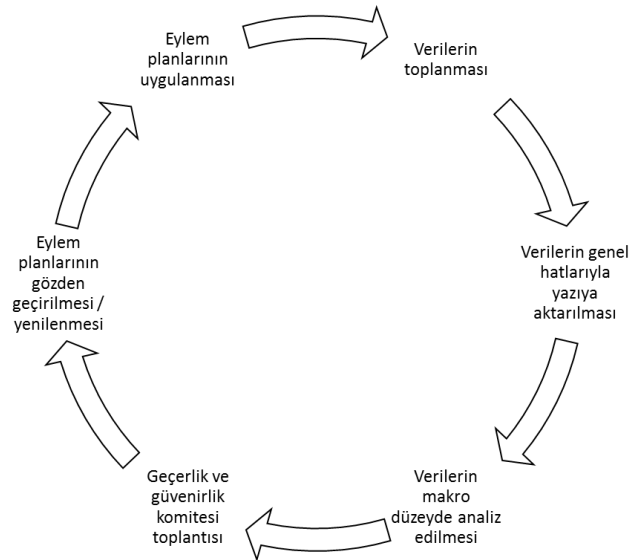 Eylem
planlarının
uygulanması
Verilerin
toplanması
Verilerin genel
hatlarıyla
yazıya
aktarılması
Verilerin
makro
düzeyde analiz
edilmesi
Geçerlik ve
güvenirlik
komitesi
toplantısı
Eylem
planlarının
gözden
geçirilmesi /
yenilenmesi